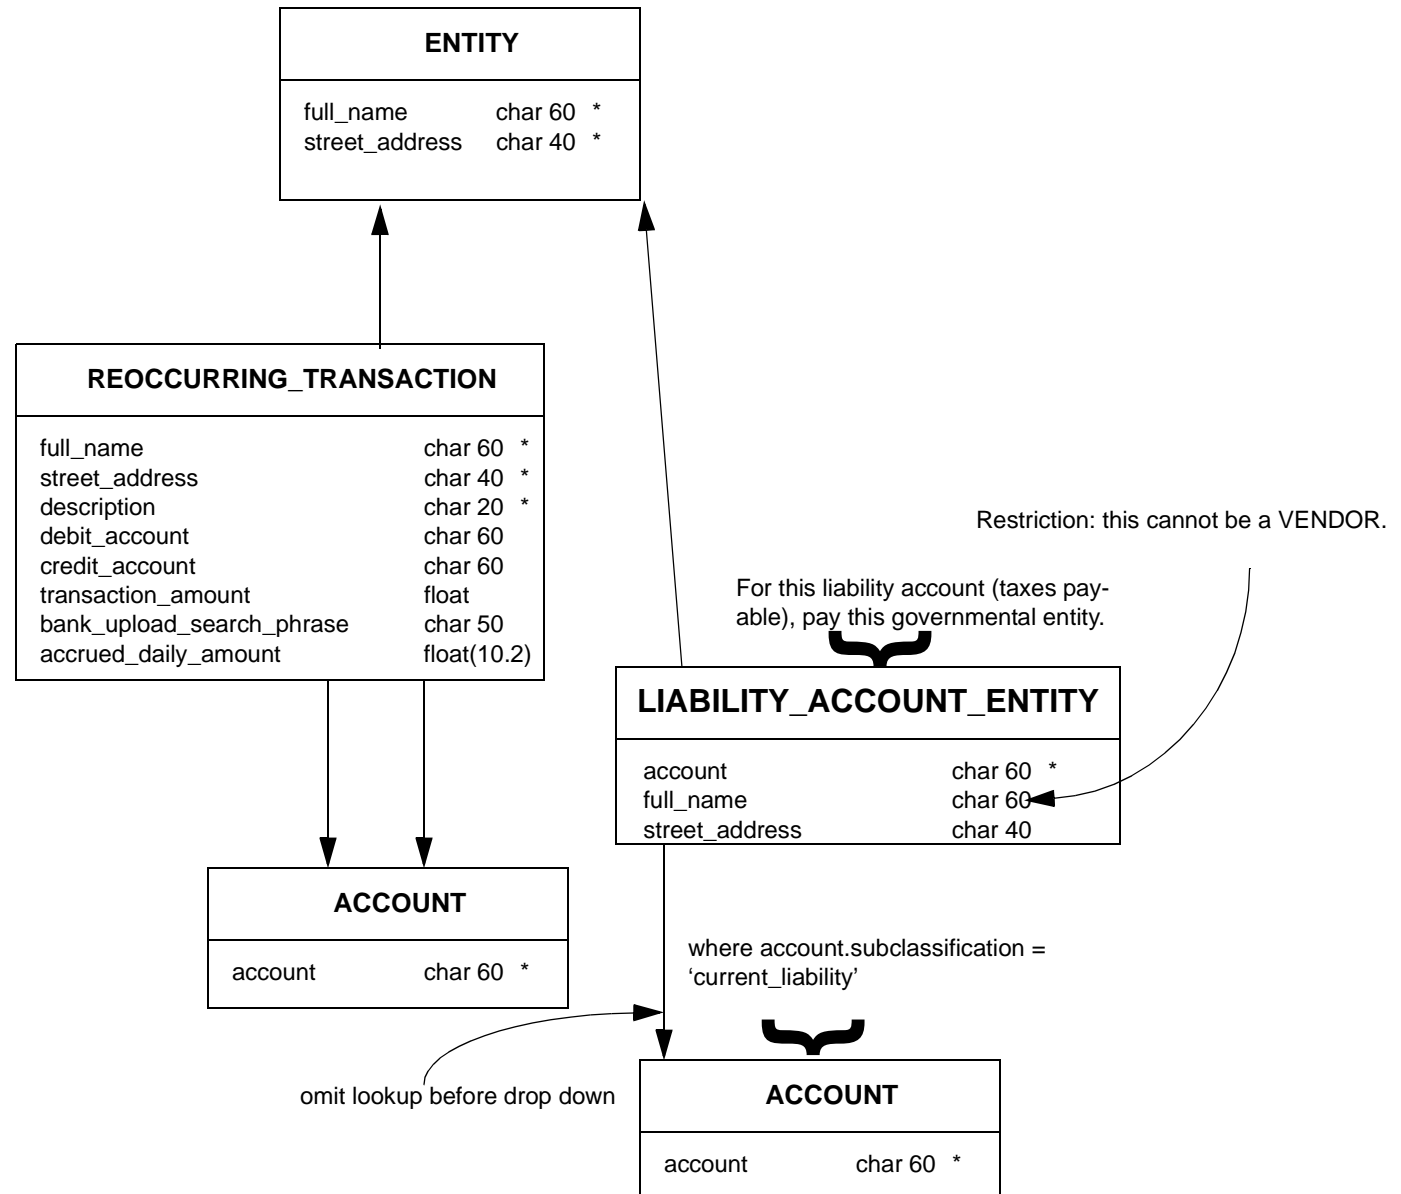 ENTITY
full_name char 60 *
street_address char 40 *
REOCCURRING_TRANSACTION
full_name char 60 *
street_address char 40 *
description char 20 *
debit_account char 60
credit_account char 60
transaction_amount float
bank_upload_search_phrase char 50
accrued_daily_amount float(10.2)
Restriction: this cannot be a VENDOR.
For this liability account (taxes pay-
able), pay this governmental entity.
LIABILITY_ACCOUNT_ENTITY
account char 60 *
full_name char 60
street_address char 40
ACCOUNT
account char 60 *
where account.subclassification =
‘current_liability’
omit lookup before drop down
ACCOUNT
account char 60 *